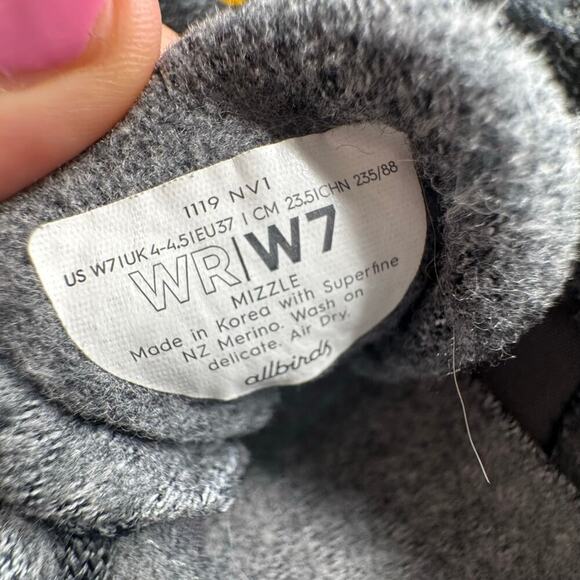 1119 NV1
US W7|UK 4-4.5|EU37 | CM 23.5|CHN 235/88
WR|W7
MIZZLE
Made in Korea with Superfine
NZ Merino. Wash on
delicate. Air Dry.
allbirds